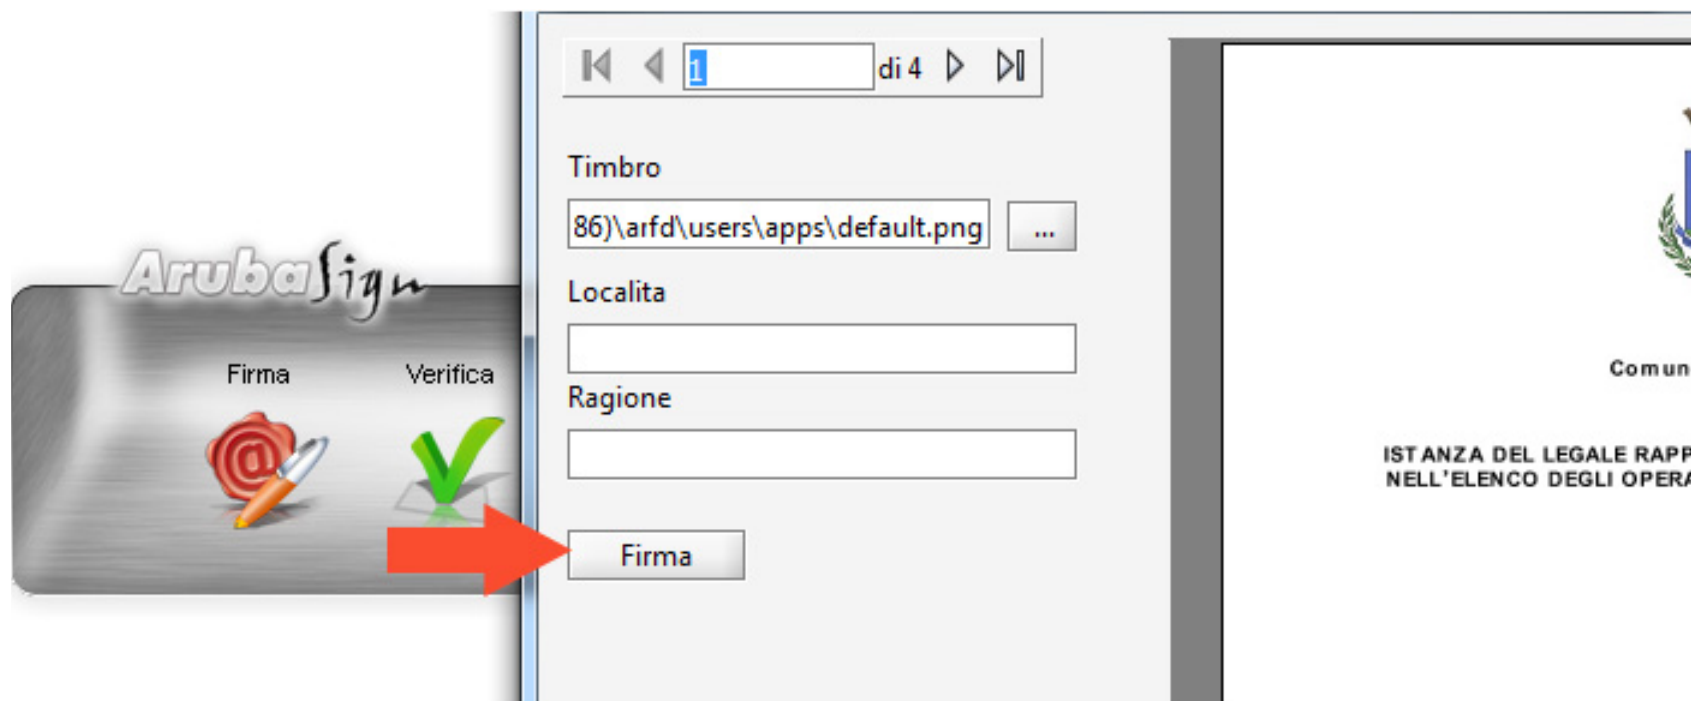 ArubaSign
Firma
Verifica
1 di 4
Timbro
86)\arfd\users\apps\default.png
...
Localita
Ragione
Firma
Comun
ISTANZA DEL LEGALE RAPP
NELL'ELENCO DEGLI OPERA